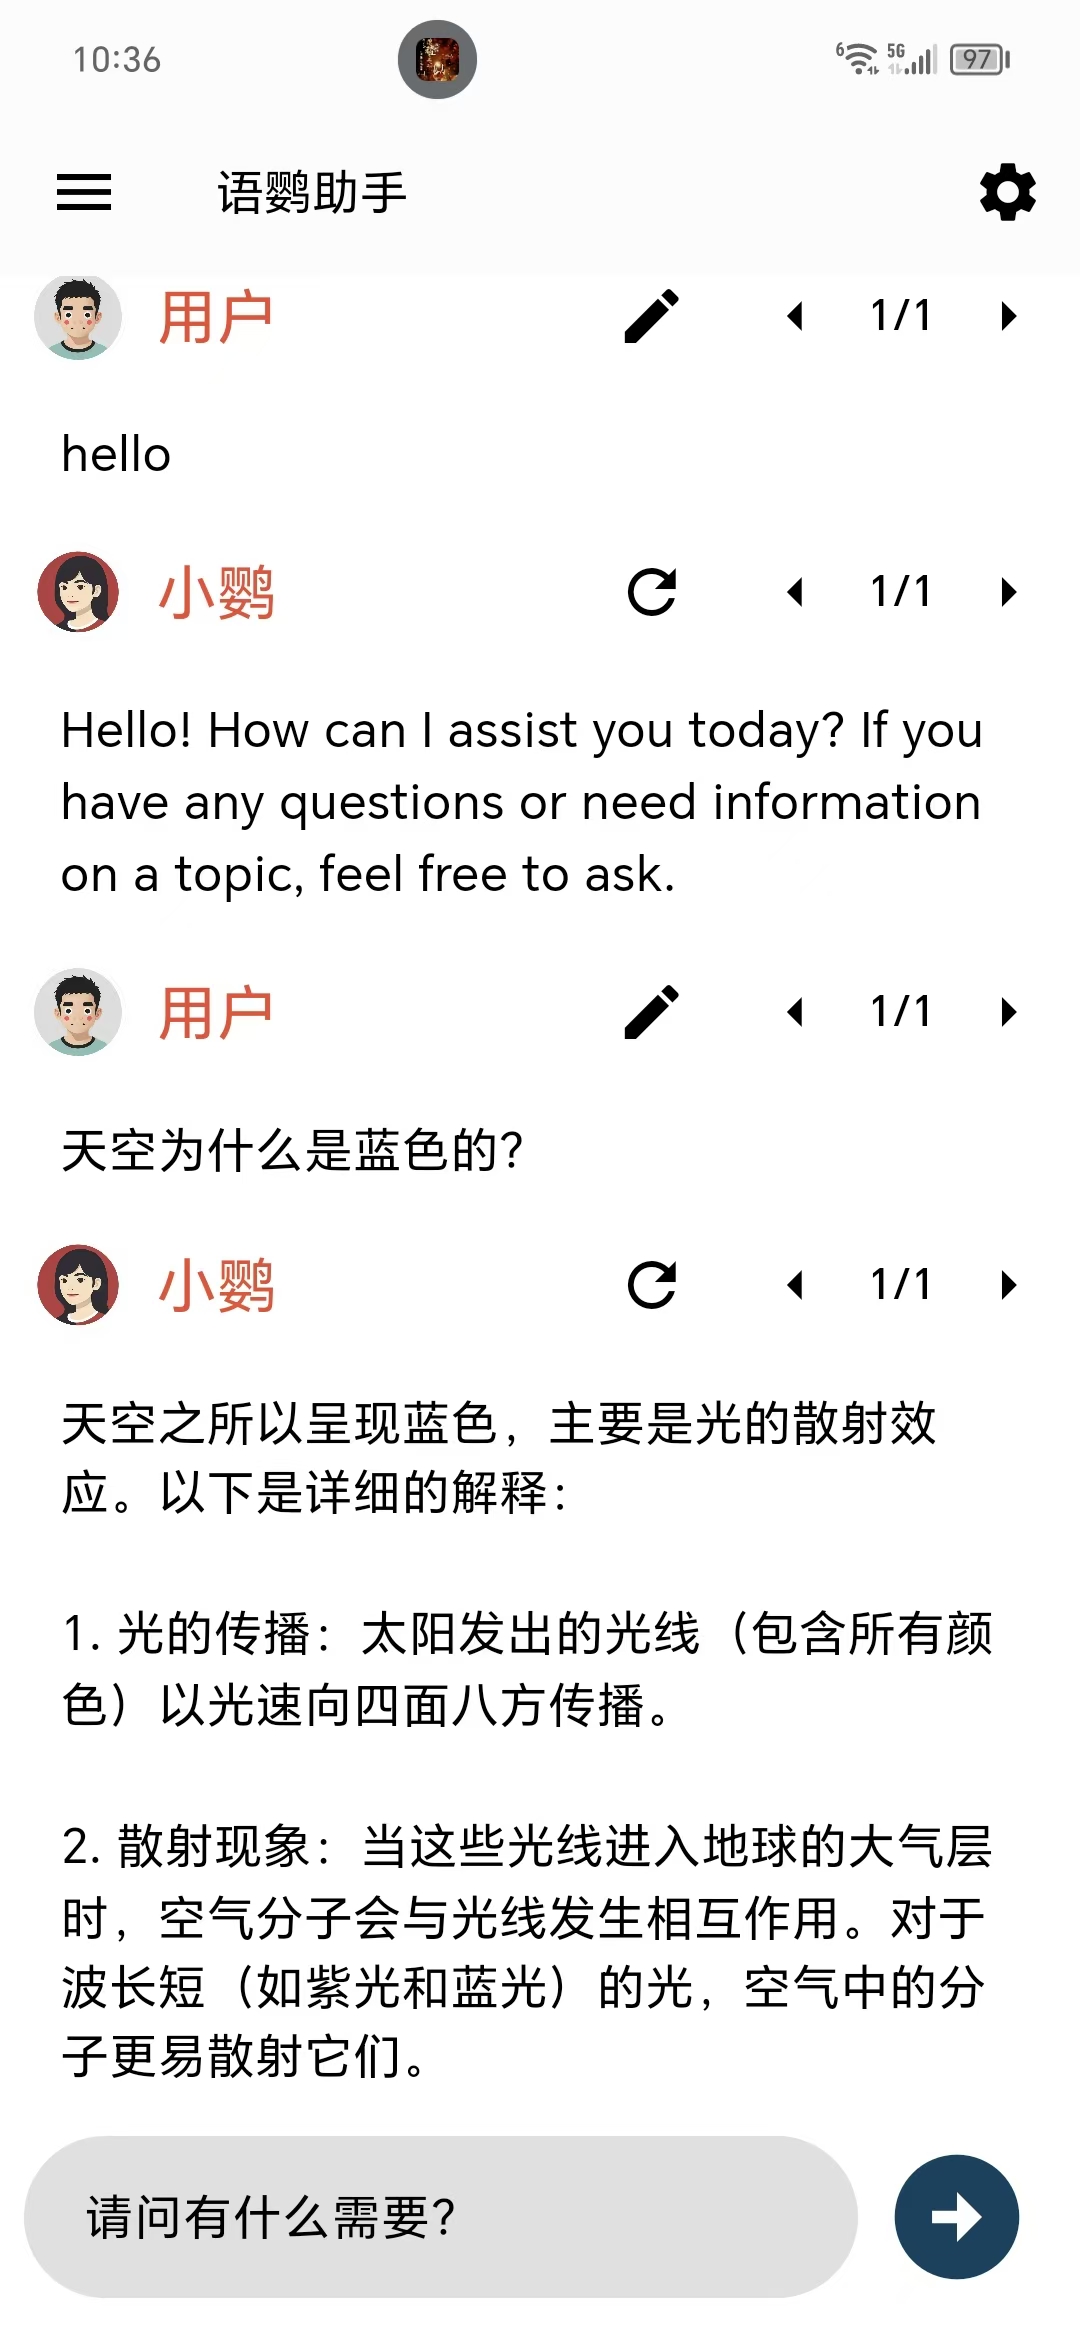 10:36
6 5G 97
语鹦助手
用户 1/1
hello
小鹦 1/1
Hello! How can I assist you today? If you
have any questions or need information
on a topic, feel free to ask.
用户 1/1
天空为什么是蓝色的?
小鹦 1/1
天空之所以呈现蓝色，主要是光的散射效
应。以下是详细的解释：
1. 光的传播：太阳发出的光线（包含所有颜
色）以光速向四面八方传播。
2. 散射现象：当这些光线进入地球的大气层
时，空气分子会与光线发生相互作用。对于
波长短（如紫光和蓝光）的光，空气中的分
子更易散射它们。
请问有什么需要?